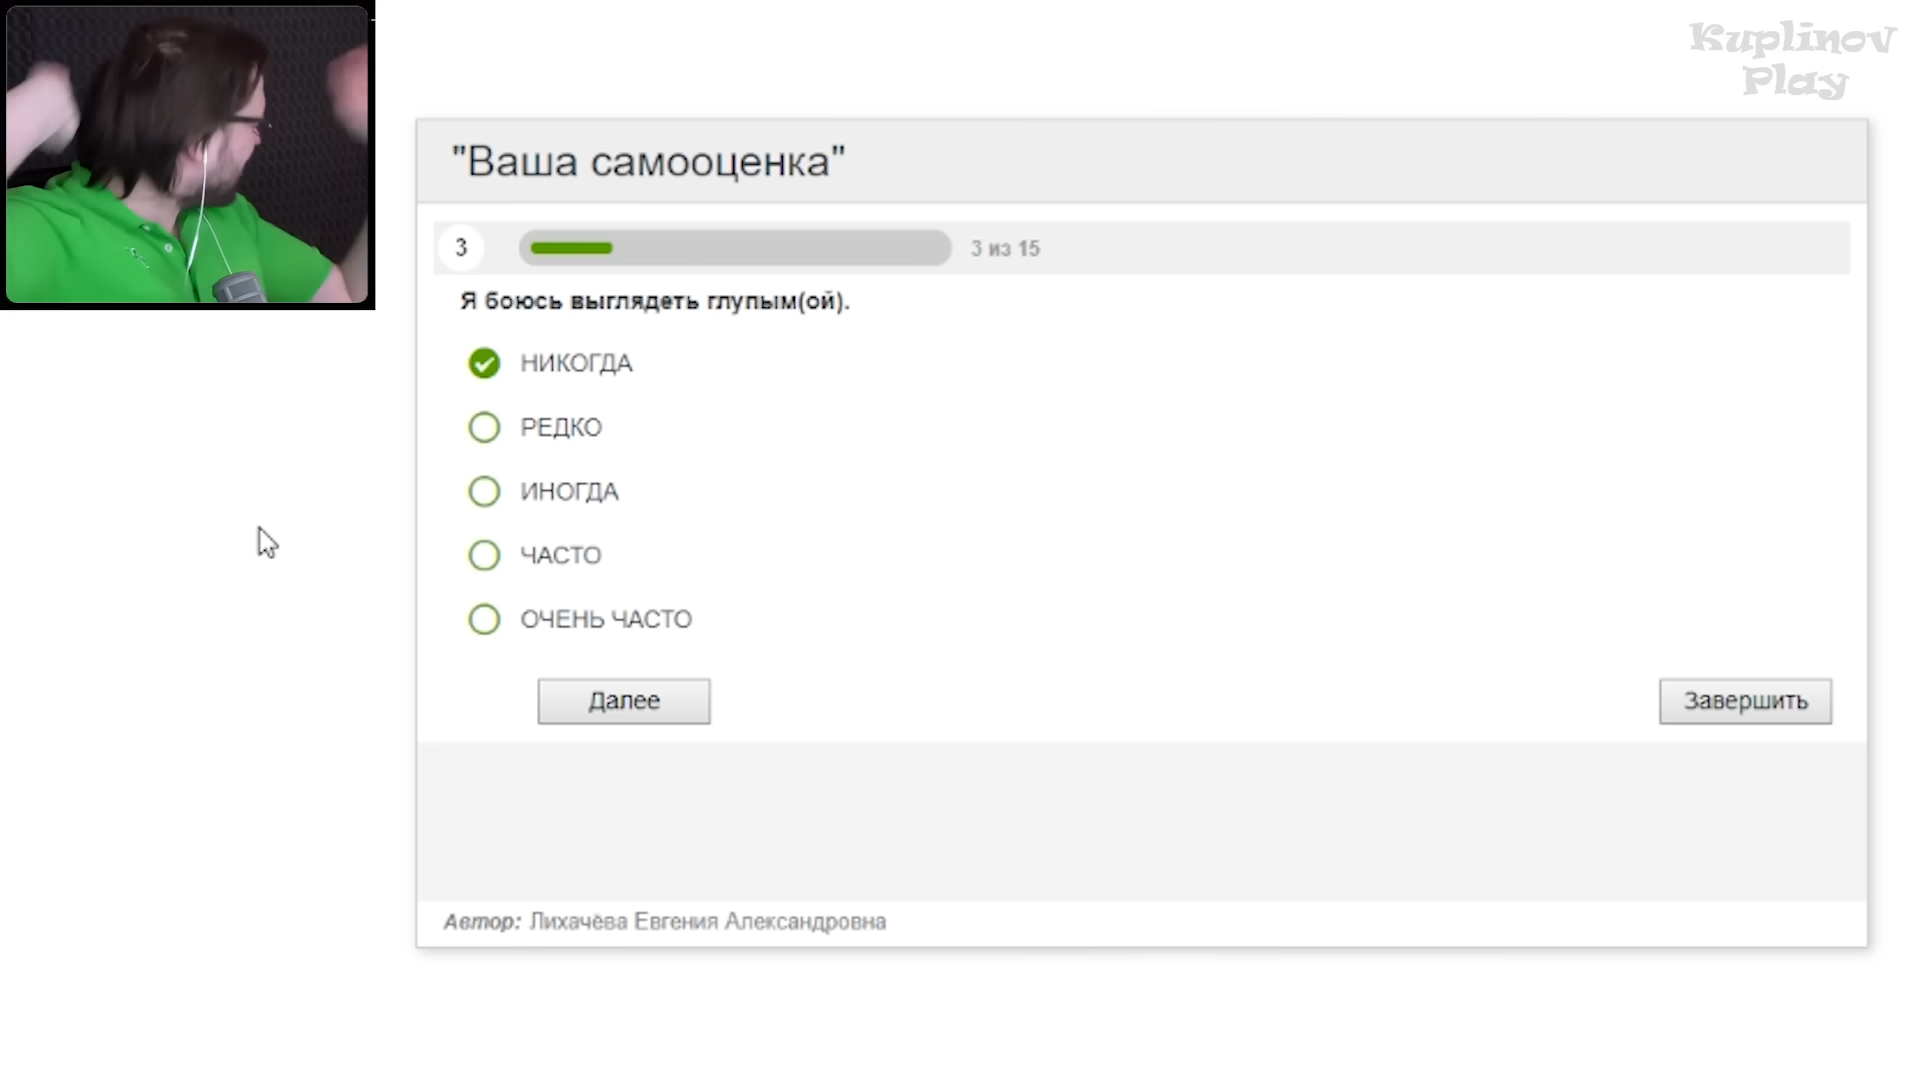 Kuplinov
Play
"Ваша самооценка"
3
3 из 15
Я боюсь выглядеть глупым(ой).
НИКОГДА
РЕДКО
ИНОГДА
ЧАСТО
ОЧЕНЬ ЧАСТО
Далее
Завершить
Автор: Лихачёва Евгения Александровна